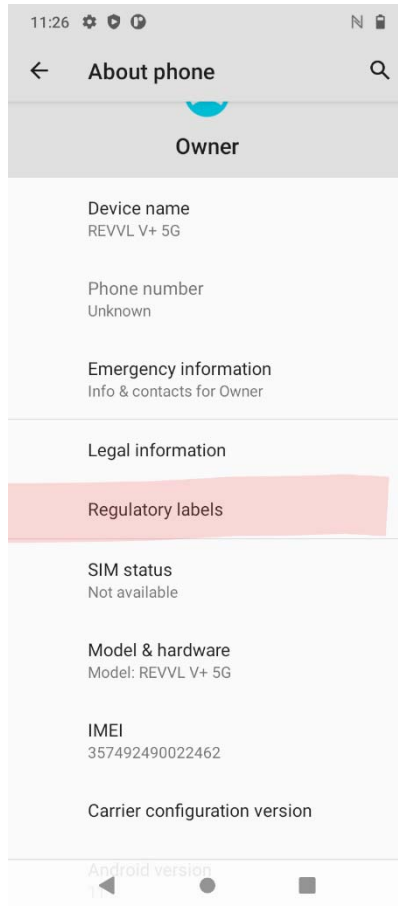 11:26
About phone
Owner
Device name
REVVL V+ 5G
Phone number
Unknown
Emergency information
Info & contacts for Owner
Legal information
Regulatory labels
SIM status
Not available
Model & hardware
Model: REVVL V+ 5G
IMEI
357492490022462
Carrier configuration version
Android version
11